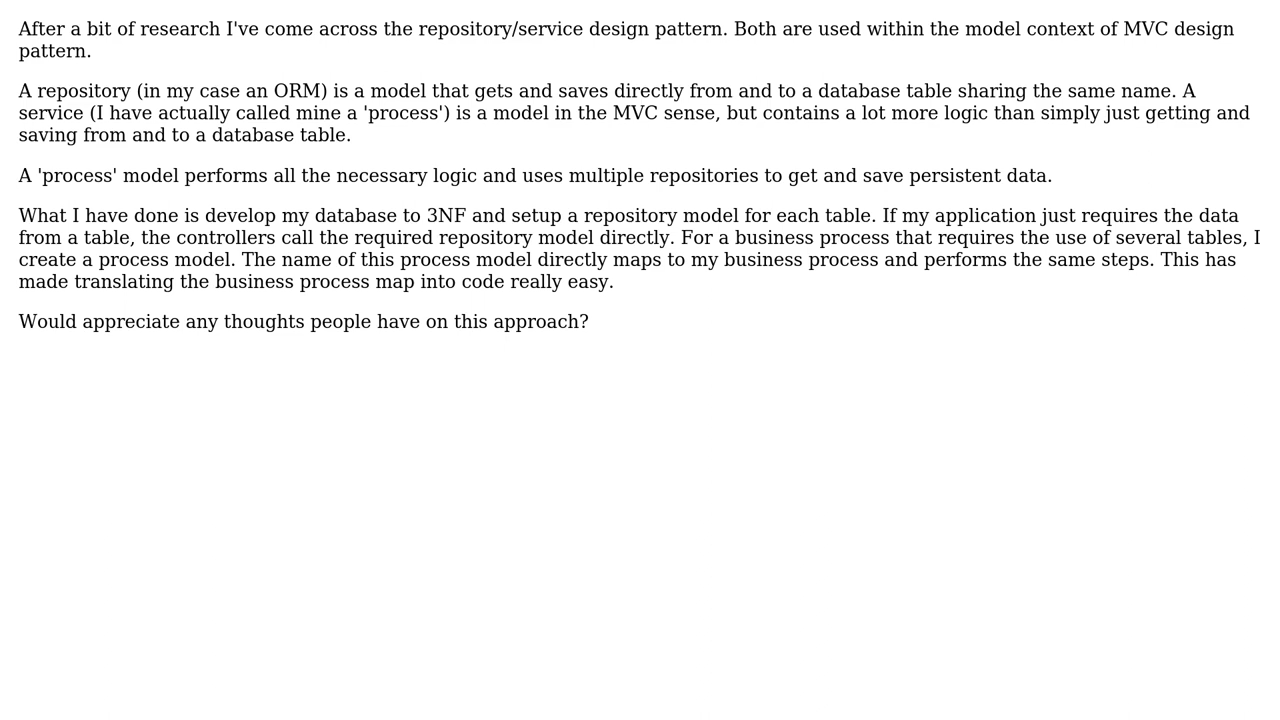 After a bit of research I've come across the repository/service design pattern. Both are used within the model context of MVC design
pattern.
A repository (in my case an ORM) is a model that gets and saves directly from and to a database table sharing the same name. A
service (I have actually called mine a 'process') is a model in the MVC sense, but contains a lot more logic than simply just getting and
saving from and to a database table.
A 'process' model performs all the necessary logic and uses multiple repositories to get and save persistent data.
What I have done is develop my database to 3NF and setup a repository model for each table. If my application just requires the data
from a table, the controllers call the required repository model directly. For a business process that requires the use of several tables, I
create a process model. The name of this process model directly maps to my business process and performs the same steps. This has
made translating the business process map into code really easy.
Would appreciate any thoughts people have on this approach?